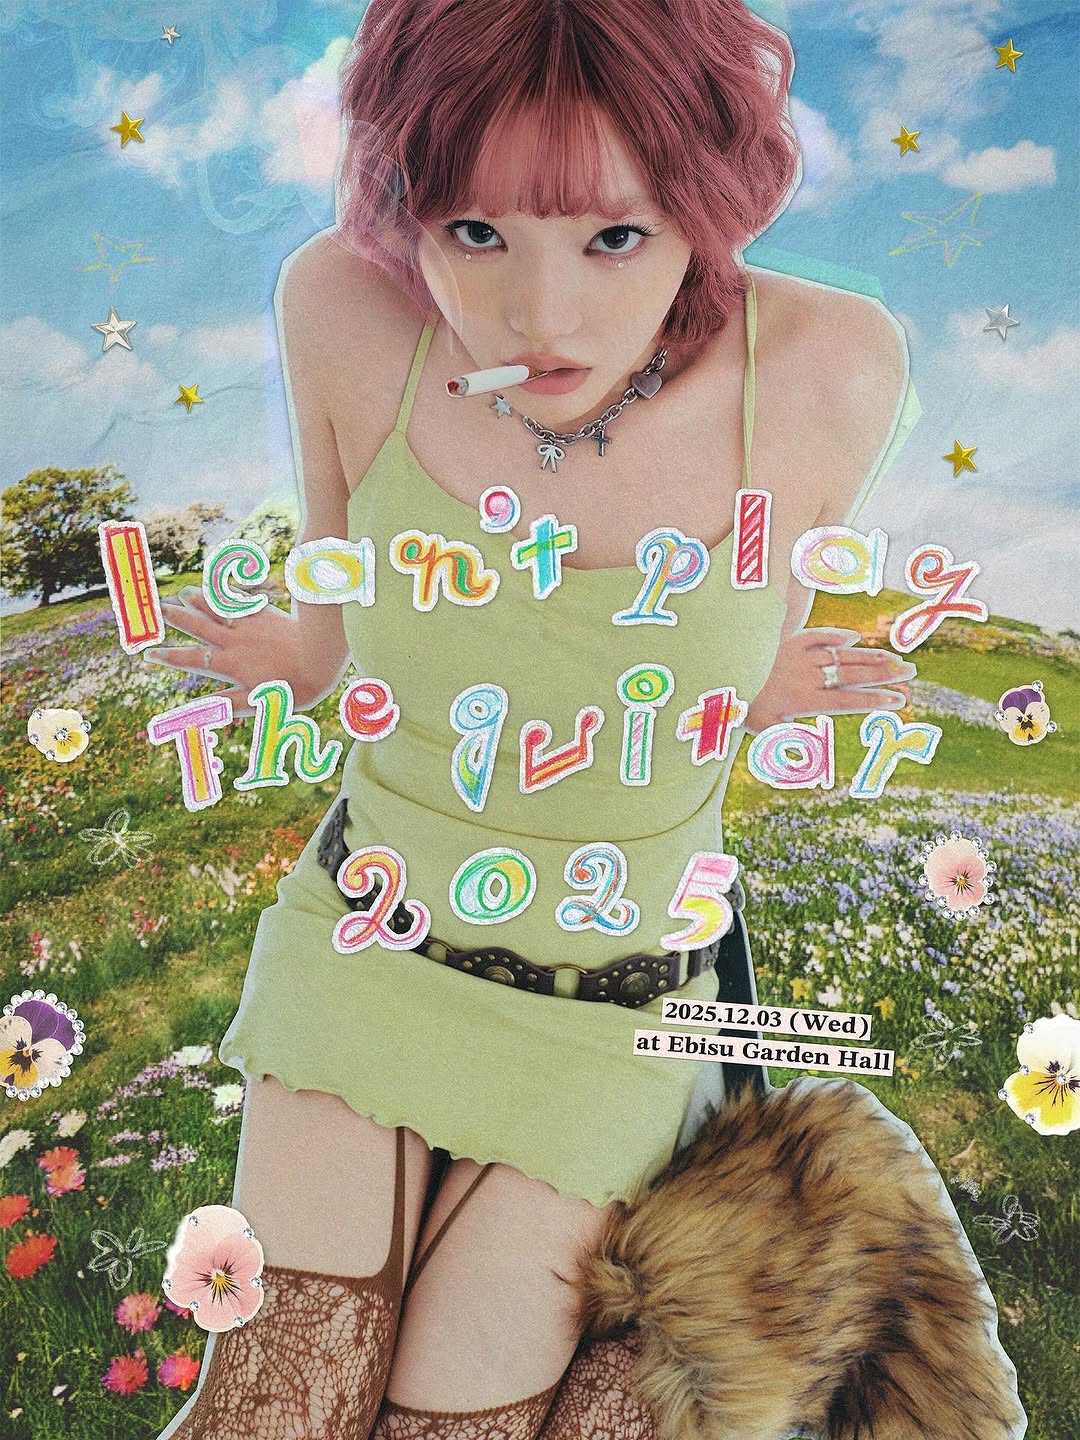 I can't play
The guitar
2025
2025.12.03 (Wed)
at Ebisu Garden Hall